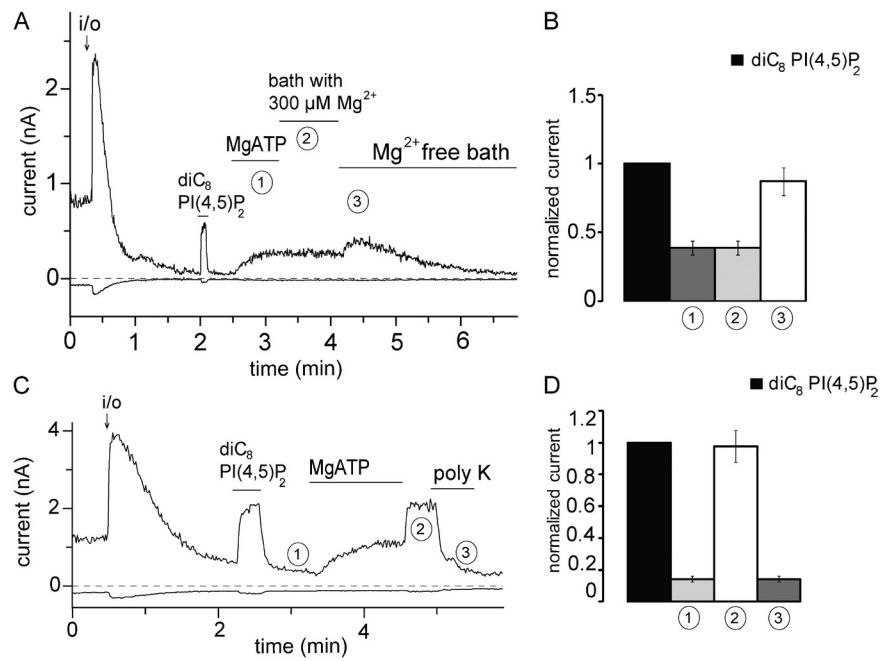 A
i/o
current (nA)
2
1
0
diC8
PI(4,5)P2
MgATP
1
bath with
300 µM Mg2+
2
Mg2+ free bath
3
0 1 2 3 4 5 6
time (min)
B
diC8 PI(4,5)P2
normalized current
1.5
1
0.5
0
1 2 3
C
i/o
current (nA)
4
2
0
diC8
PI(4,5)P2
1
MgATP
2
poly K
3
0 2 4
time (min)
D
diC8 PI(4,5)P2
normalized current
1.2
1
0.8
0.6
0.4
0.2
0
1 2 3